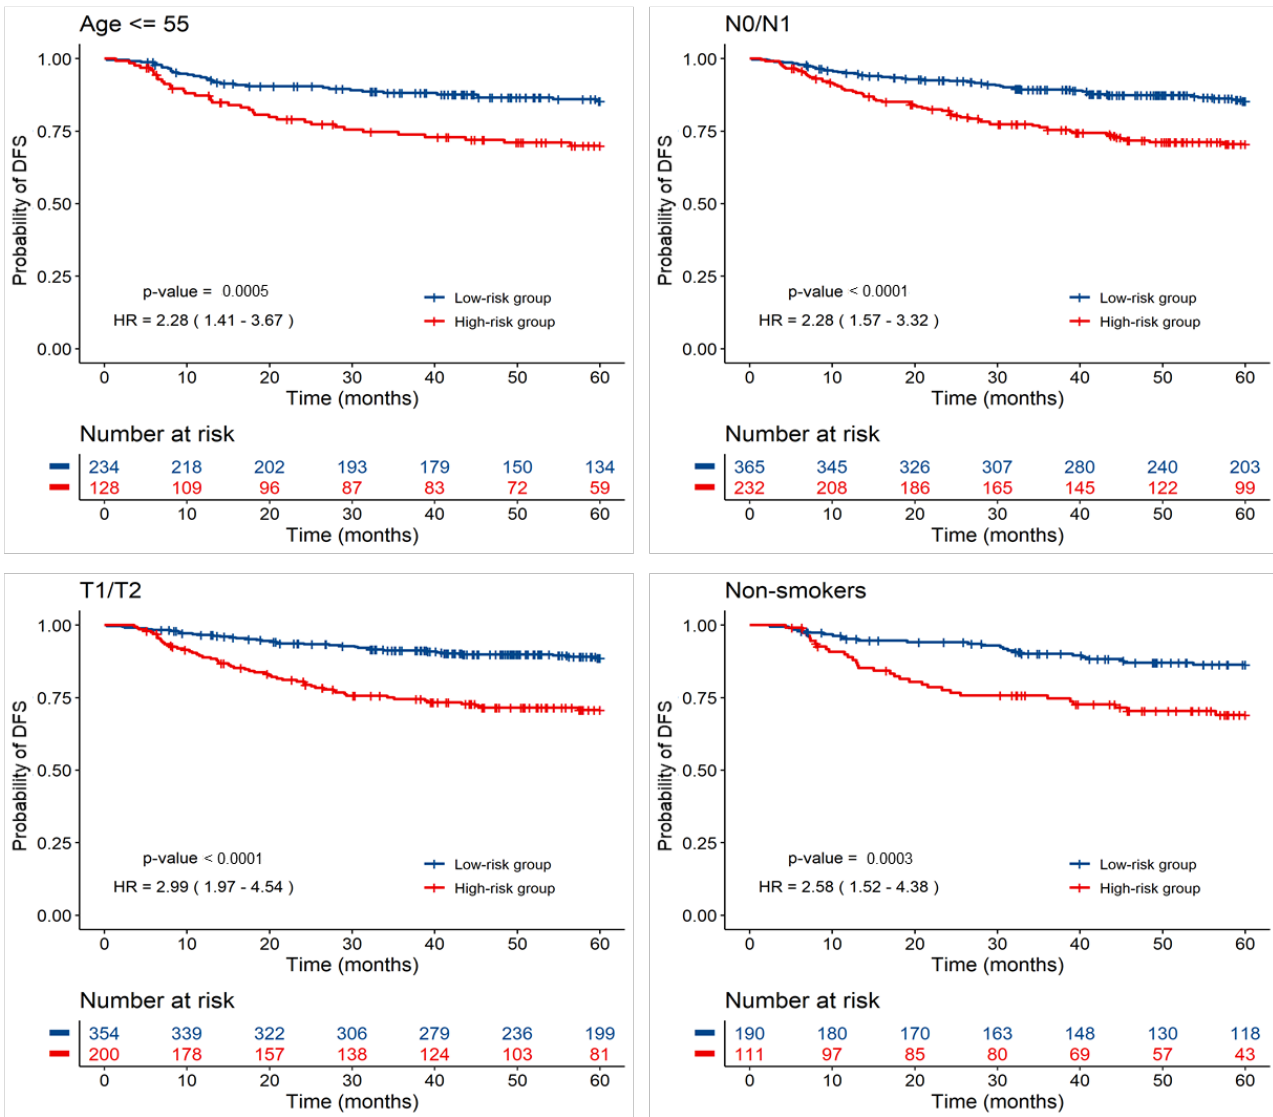 Age <= 55
Probability of DFS
1.00
0.75
0.50
0.25
0.00
p-value = 0.0005
HR = 2.28 ( 1.41 - 3.67 )
Low-risk group
High-risk group
0 10 20 30 40 50 60
Time (months)
Number at risk
234 218 202 193 179 150 134
128 109 96 87 83 72 59
0 10 20 30 40 50 60
Time (months)
N0/N1
Probability of DFS
1.00
0.75
0.50
0.25
0.00
p-value < 0.0001
HR = 2.28 ( 1.57 - 3.32 )
Low-risk group
High-risk group
0 10 20 30 40 50 60
Time (months)
Number at risk
365 345 326 307 280 240 203
232 208 186 165 145 122 99
0 10 20 30 40 50 60
Time (months)
T1/T2
Probability of DFS
1.00
0.75
0.50
0.25
0.00
p-value < 0.0001
HR = 2.99 ( 1.97 - 4.54 )
Low-risk group
High-risk group
0 10 20 30 40 50 60
Time (months)
Number at risk
354 339 322 306 279 236 199
200 178 157 138 124 103 81
0 10 20 30 40 50 60
Time (months)
Non-smokers
Probability of DFS
1.00
0.75
0.50
0.25
0.00
p-value = 0.0003
HR = 2.58 ( 1.52 - 4.38 )
Low-risk group
High-risk group
0 10 20 30 40 50 60
Time (months)
Number at risk
190 180 170 163 148 130 118
111 97 85 80 69 57 43
0 10 20 30 40 50 60
Time (months)